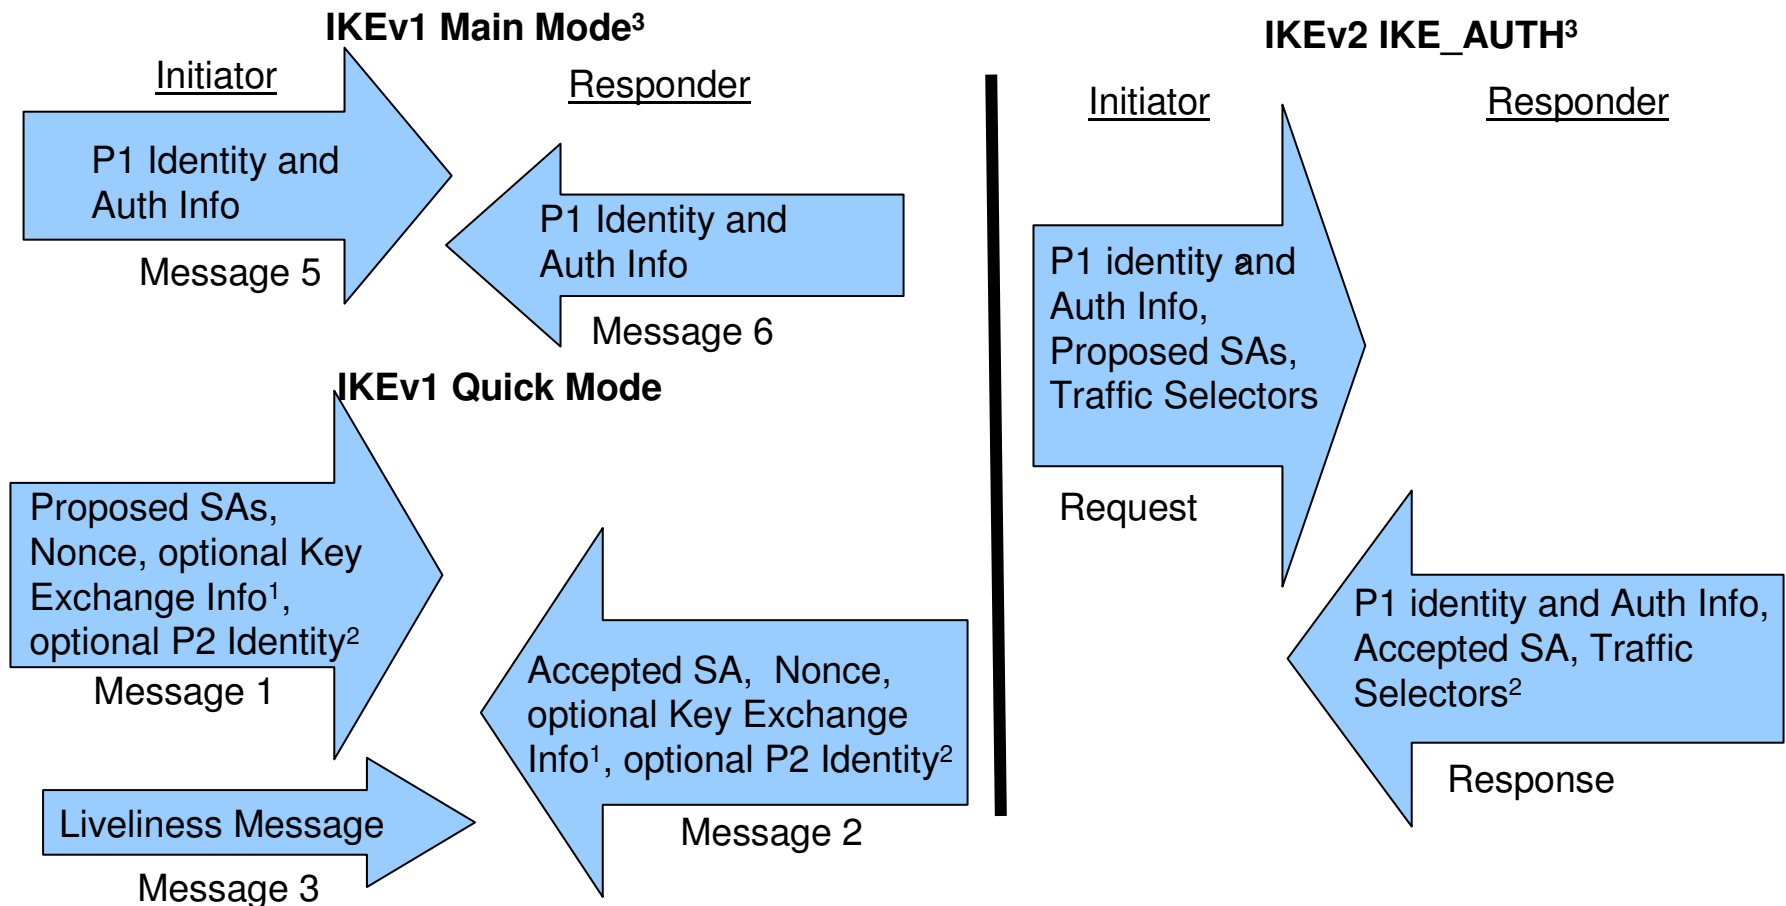 IKEv1 Main Mode³
Initiator
Responder
P1 Identity and
Auth Info
Message 5
P1 Identity and
Auth Info
Message 6
IKEv1 Quick Mode
Proposed SAs,
Nonce, optional Key
Exchange Info¹,
optional P2 Identity²
Message 1
Accepted SA,  Nonce,
optional Key Exchange
Info¹, optional P2 Identity²
Message 2
Liveliness Message
Message 3
IKEv2 IKE_AUTH³
Initiator
Responder
P1 identity and
2
Auth Info,
Proposed SAs,
Traffic Selectors
Request
P1 identity and Auth Info,
Accepted SA, Traffic
Selectors²
Response